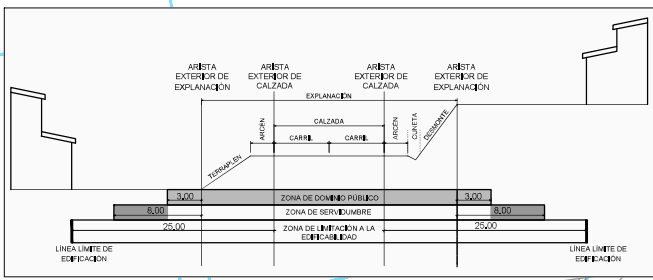 ARISTA
EXTERIOR DE
EXPLANACIÓN
ARISTA
EXTERIOR DE
CALZADA
ARISTA
EXTERIOR DE
CALZADA
ARISTA
EXTERIOR DE
EXPLANACIÓN
EXPLANACIÓN
CALZADA
ARCÉN
CARRIL
CARRIL
ARCÉN
CUNETA
DESMONTE
TERRAPLEN
3,00
ZONA DE DOMINIO PÚBLICO
3,00
8,00
ZONA DE SERVIDUMBRE
8,00
25,00
ZONA DE LIMITACIÓN A LA
EDIFICABILIDAD
25,00
LÍNEA LÍMITE DE
EDIFICACIÓN
LÍNEA LÍMITE DE
EDIFICACIÓN